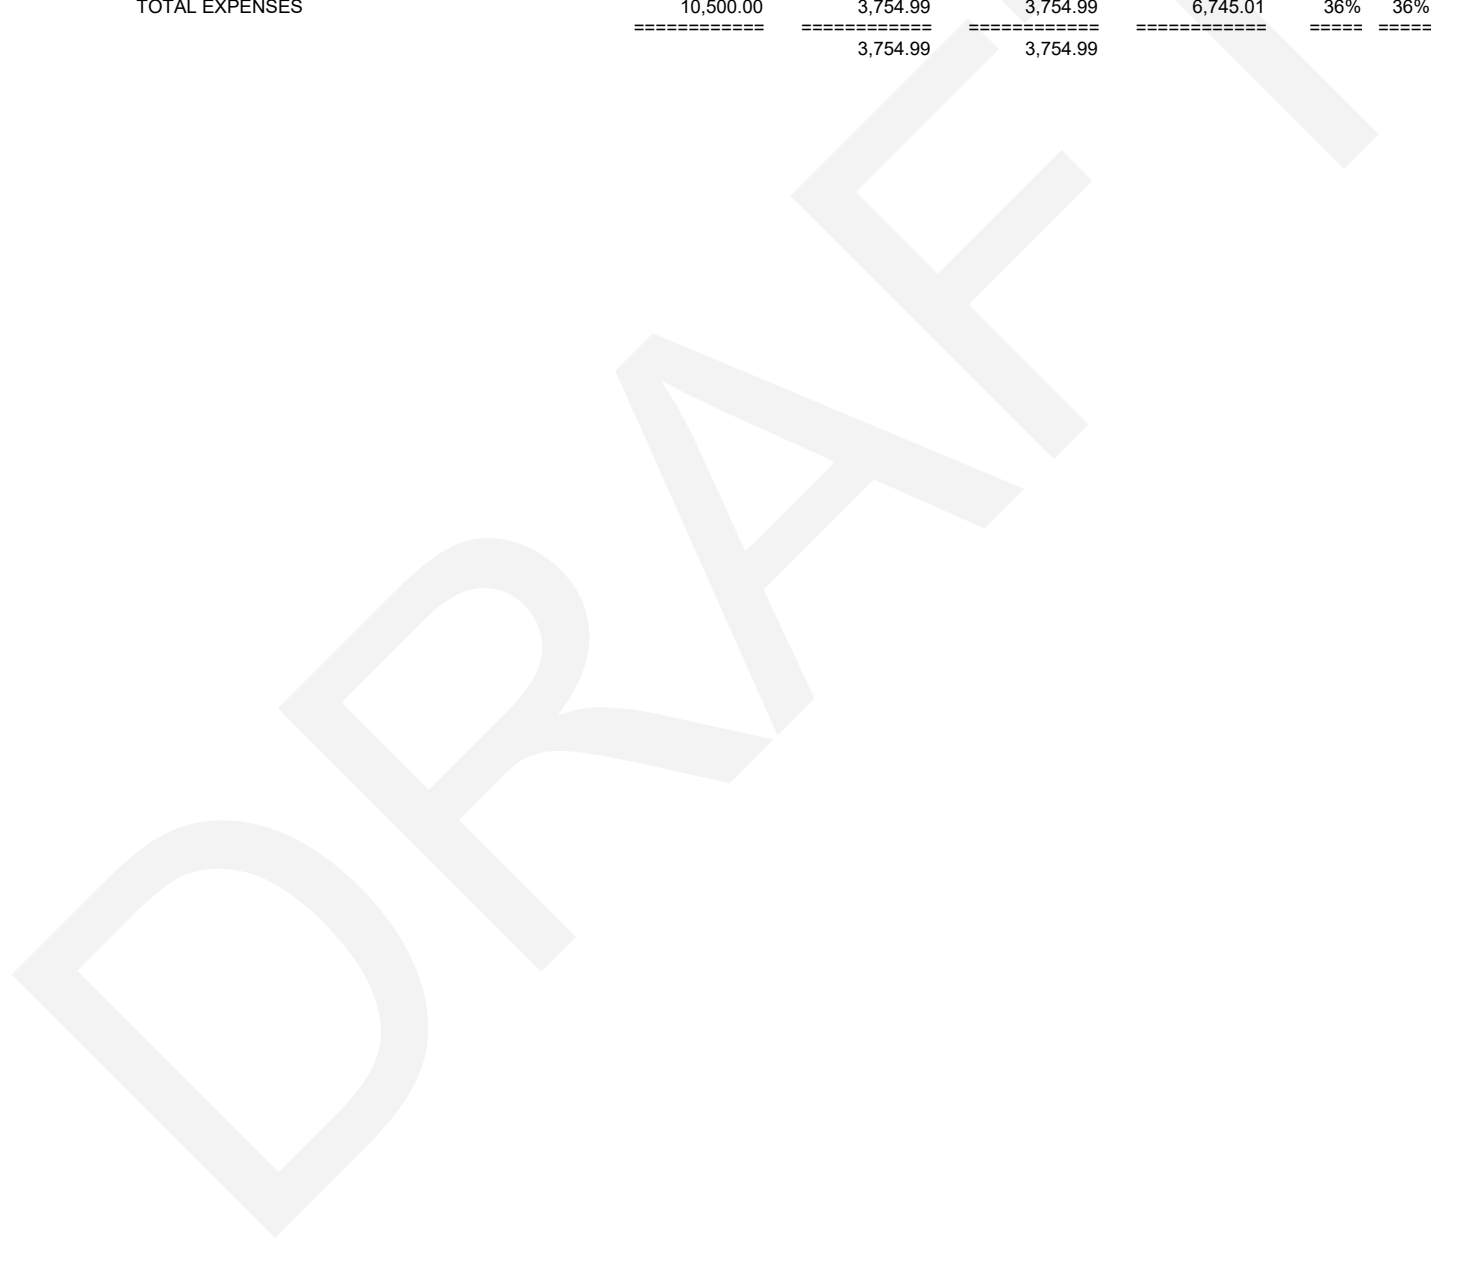 TOTAL EXPENSES 10,500.00 3,754.99 3,754.99 6,745.01 36% 36%
============ ============ ============ ============ ===== =====
3,754.99 3,754.99
DRAFT